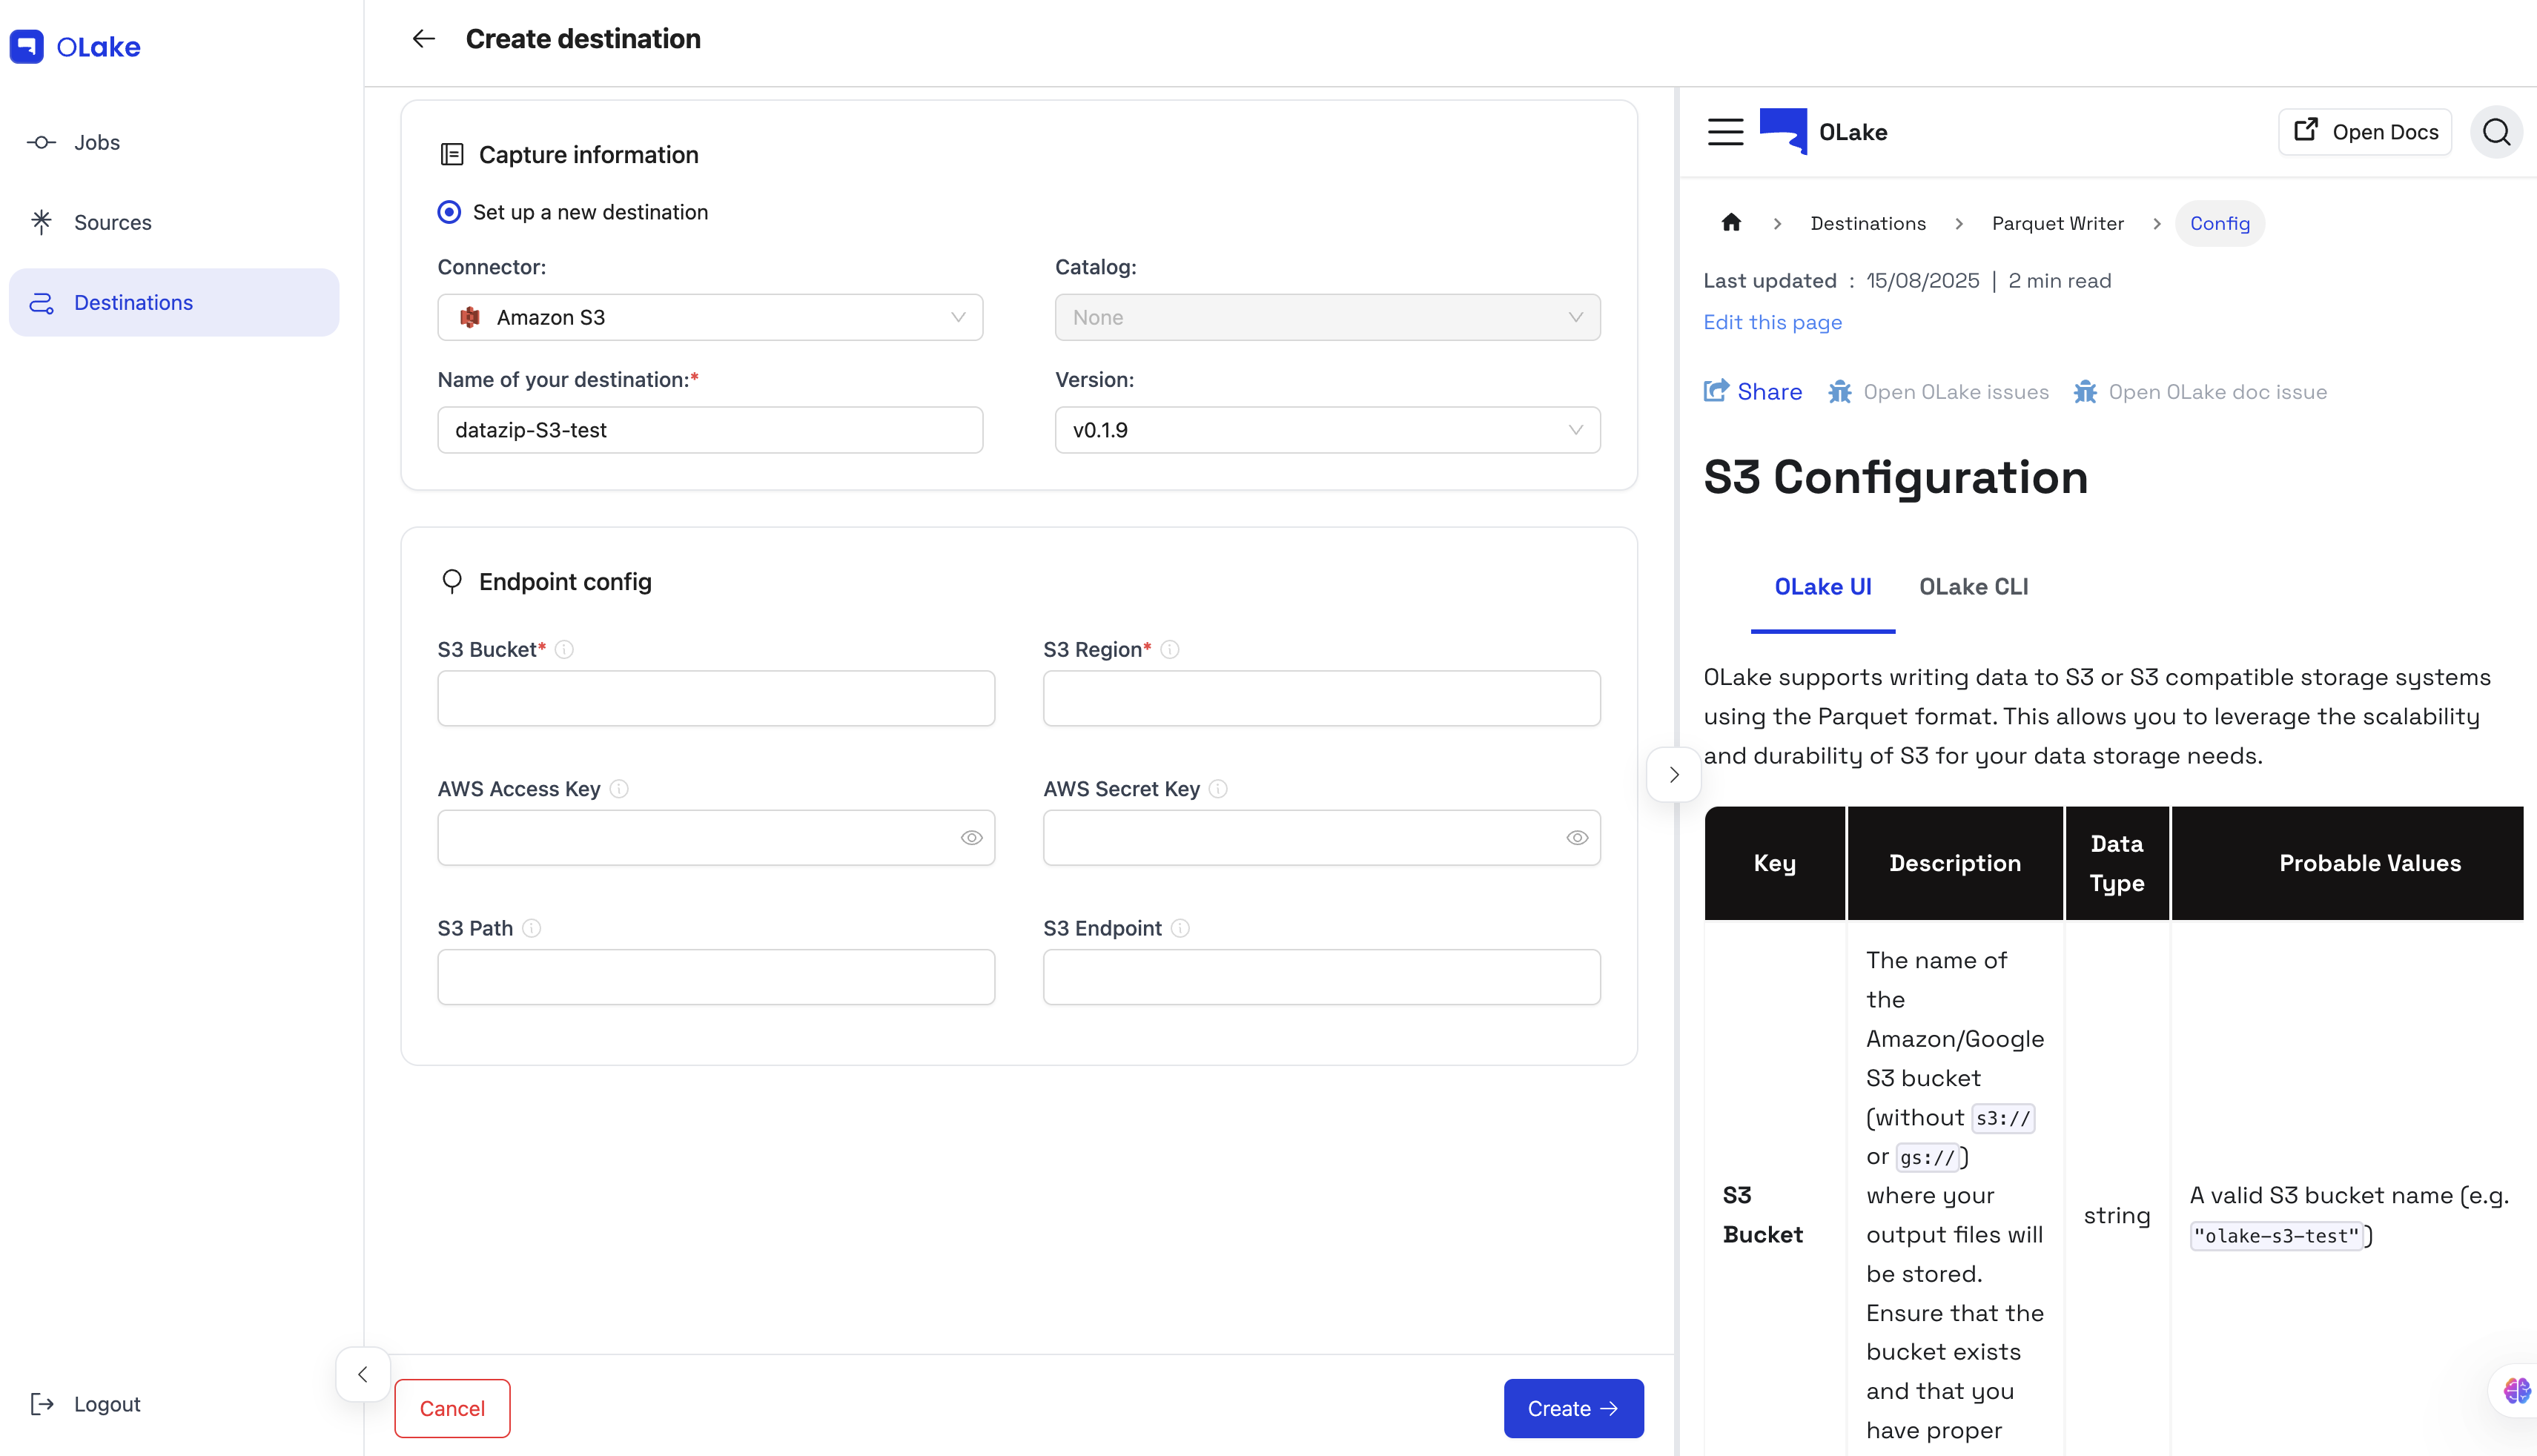 OLake
Jobs
Sources
Destinations
Logout
Create destination
Capture information
Set up a new destination
Connector:
Catalog:
Amazon S3
None
Name of your destination:*
Version:
datazip-S3-test
v0.1.9
Endpoint config
S3 Bucket*
S3 Region*
AWS Access Key
AWS Secret Key
S3 Path
S3 Endpoint
Cancel
Create
OLake
Open Docs
Destinations
Parquet Writer
Config
Last updated : 15/08/2025 | 2 min read
Edit this page
Share
Open OLake issues
Open OLake doc issue
S3 Configuration
OLake UI
OLake CLI
OLake supports writing data to S3 or S3 compatible storage systems
using the Parquet format. This allows you to leverage the scalability
and durability of S3 for your data storage needs.
Key
Description
Data
Type
Probable Values
S3
Bucket
The name of
the
Amazon/Google
S3 bucket
(without s3://
or gs://)
where your
output files will
be stored.
Ensure that the
bucket exists
and that you
have proper
string
A valid S3 bucket name (e.g.
"olake-s3-test")